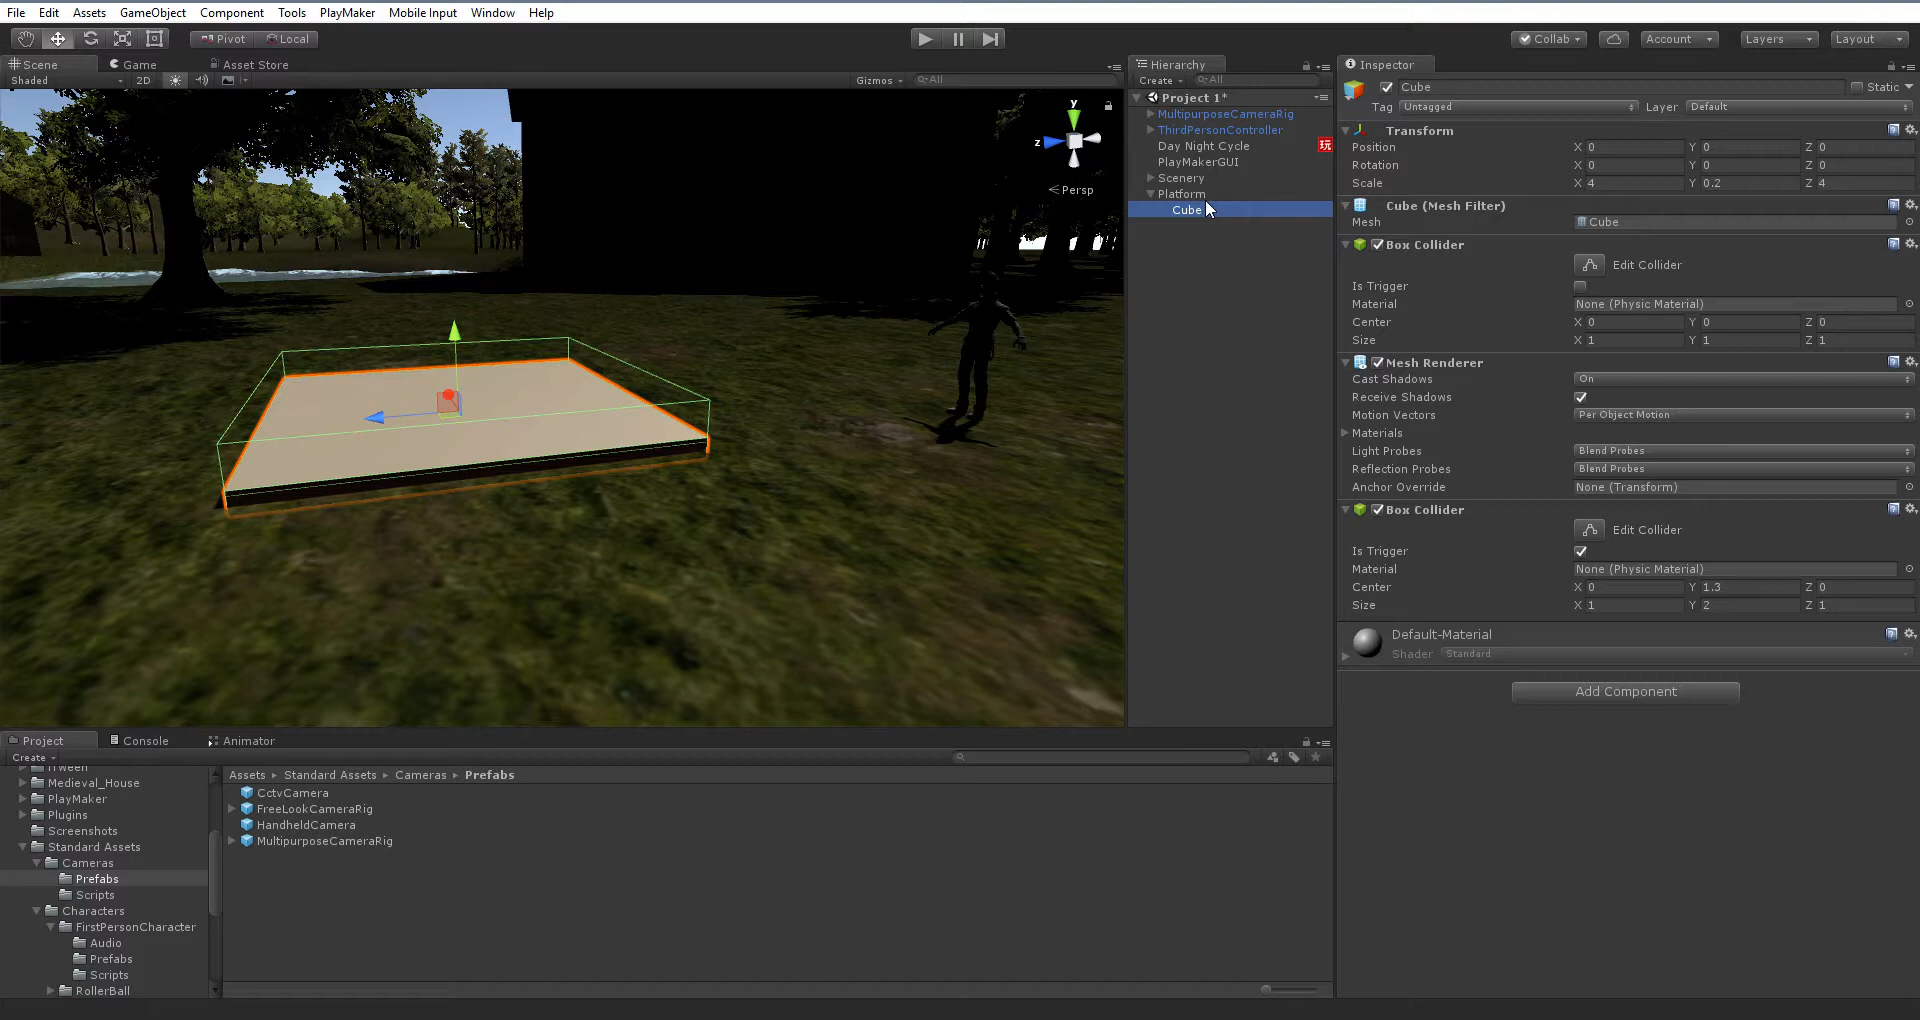 File Edit Assets GameObject Component Tools PlayMaker Mobile Input Window Help
Pivot Local Collab Account Layers Layout
Scene Game Asset Store
Shaded 2D Gizmos All
y
z
Persp
Hierarchy
Create All
Project 1*
MultipurposeCameraRig
ThirdPersonController
Day Night Cycle 玩
PlayMakerGUI
Scenery
Platform
Cube
Inspector
Cube Static
Tag Untagged Layer Default
Transform
Position X 0 Y 0 Z 0
Rotation X 0 Y 0 Z 0
Scale X 4 Y 0.2 Z 4
Cube (Mesh Filter)
Mesh Cube
Box Collider
Edit Collider
Is Trigger
Material None (Physic Material)
Center X 0 Y 0 Z 0
Size X 1 Y 1 Z 1
Mesh Renderer
Cast Shadows On
Receive Shadows
Motion Vectors Per Object Motion
Materials
Light Probes Blend Probes
Reflection Probes Blend Probes
Anchor Override None (Transform)
Box Collider
Edit Collider
Is Trigger
Material None (Physic Material)
Center X 0 Y 1.3 Z 0
Size X 1 Y 2 Z 1
Default-Material
Shader Standard
Add Component
Project Console Animator
Create
Medieval_House
PlayMaker
Plugins
Screenshots
Standard Assets
Cameras
Prefabs
Scripts
Characters
FirstPersonCharacter
Audio
Prefabs
Scripts
RollerBall
Assets Standard Assets Cameras Prefabs
CctvCamera
FreeLookCameraRig
HandheldCamera
MultipurposeCameraRig